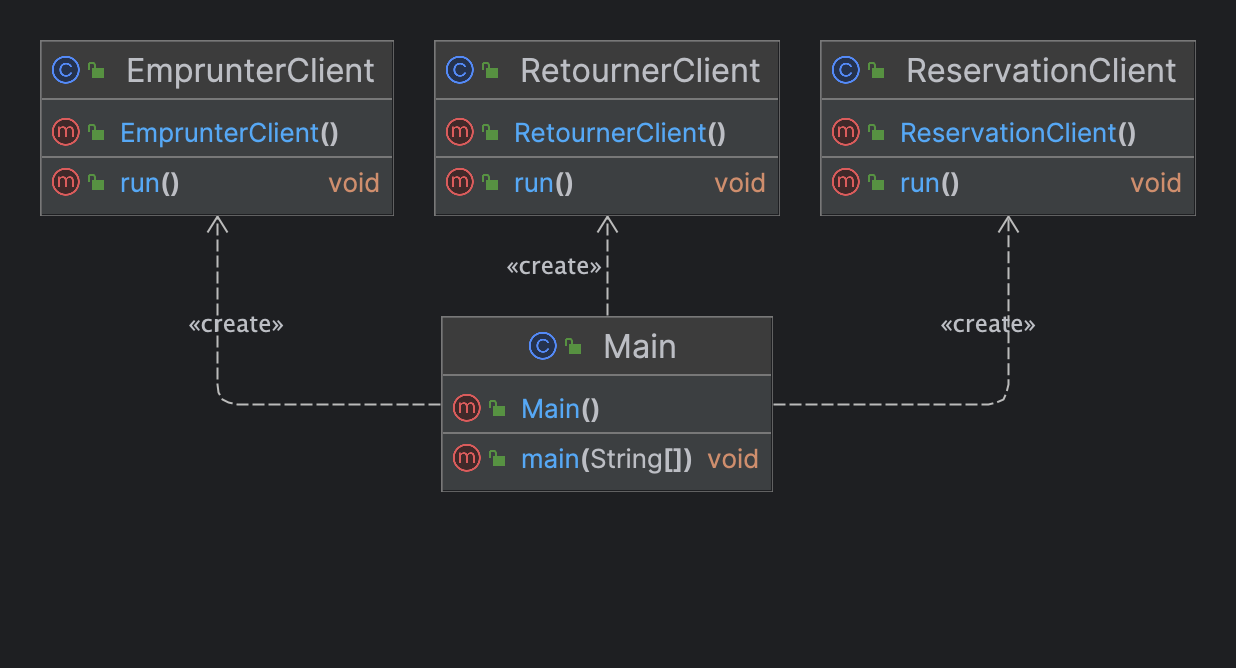 EmprunterClient
EmprunterClient()
run() void
RetournerClient
RetournerClient()
run() void
ReservationClient
ReservationClient()
run() void
«create»
«create»
«create»
Main
Main()
main(String[]) void